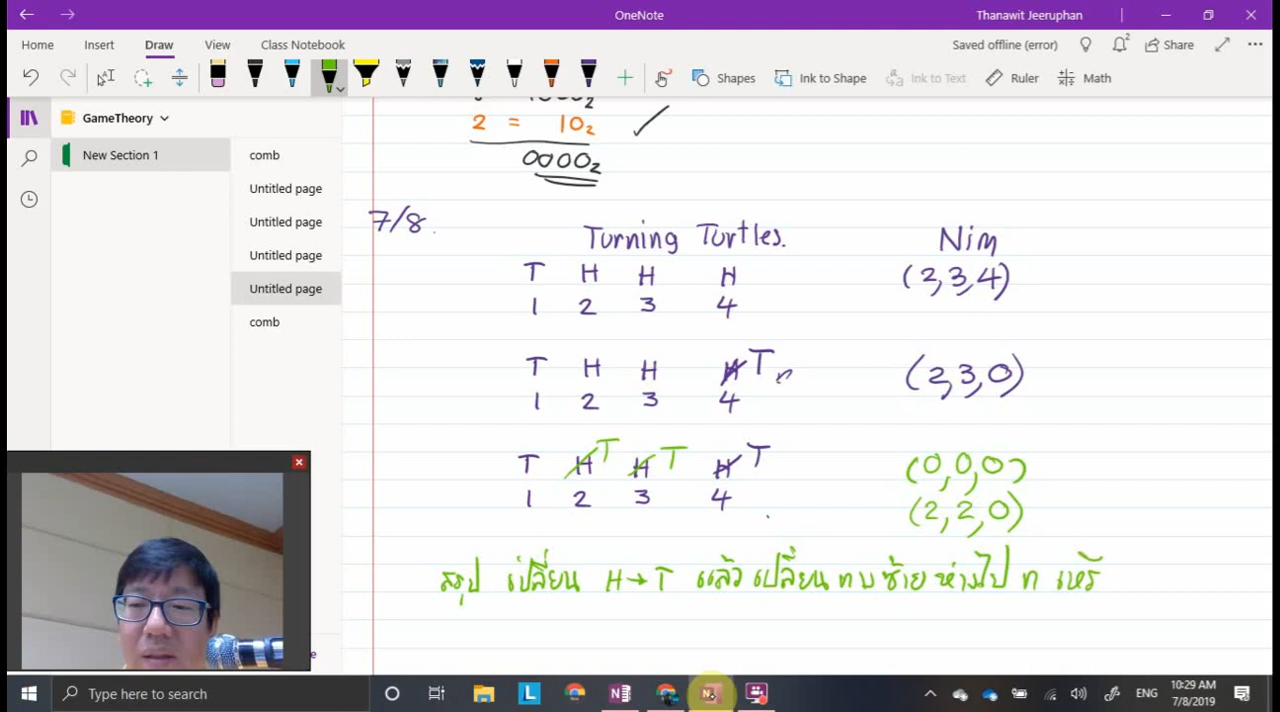 OneNote
Thanawit Jeeruphan
Home Insert Draw View Class Notebook
Saved offline (error)
Share
Shapes Ink to Shape Ink to Text Ruler Math
GameTheory
New Section 1
comb
Untitled page
Untitled page
Untitled page
Untitled page
comb
2 = 10₂ ✓
0000₂
7/8.
Turning Turtles. Nim
T H H H (2,3,4)
1 2 3 4
T H H H T (2,3,0)
1 2 3 4
T H T H T H T (0,0,0)
1 2 3 4 (2,2,0)
สรุป เปลี่ยน H→T แล้วเปลี่ยน ทางซ้าย ห่างไป n เหรี
Type here to search
ENG
10:29 AM
7/8/2019